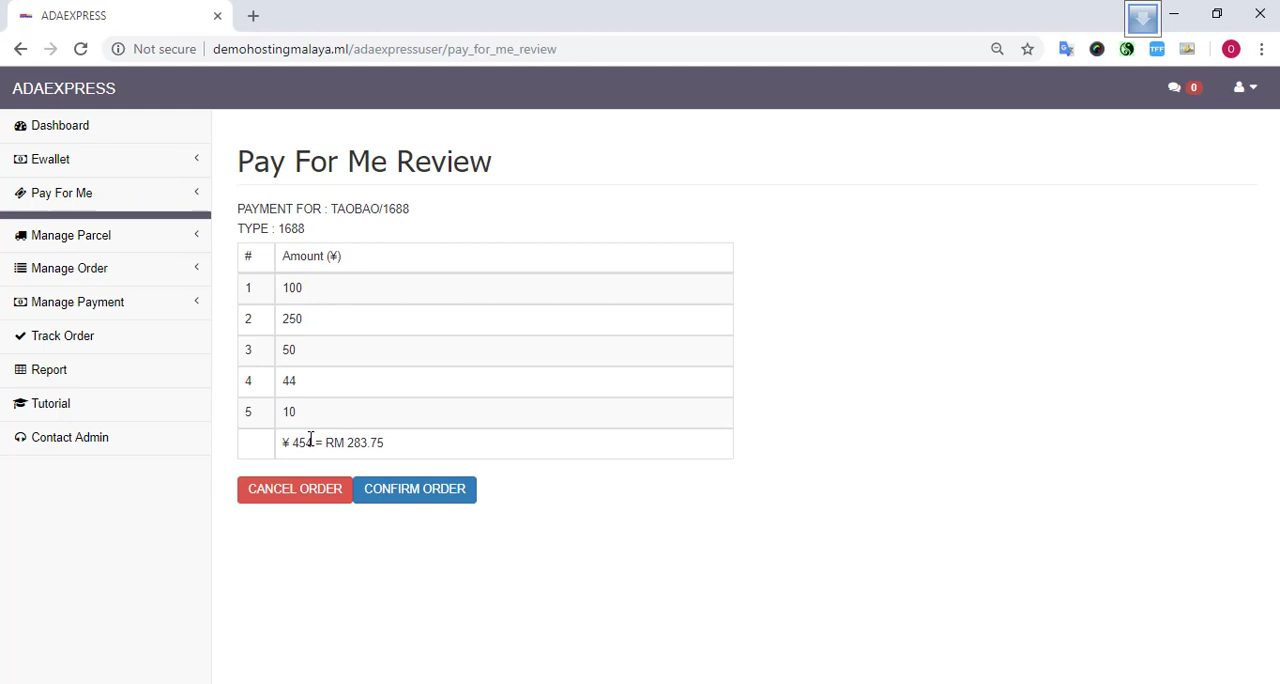 ADAEXPRESS
Not secure
demohostingmalaya.ml/adaexpressuser/pay_for_me_review
TFF
O
ADAEXPRESS
0
Dashboard
Ewallet
Pay For Me
Manage Parcel
Manage Order
Manage Payment
Track Order
Report
Tutorial
Contact Admin
Pay For Me Review
PAYMENT FOR : TAOBAO/1688
TYPE : 1688
# Amount (¥)
1 100
2 250
3 50
4 44
5 10
¥ 454 = RM 283.75
CANCEL ORDER CONFIRM ORDER